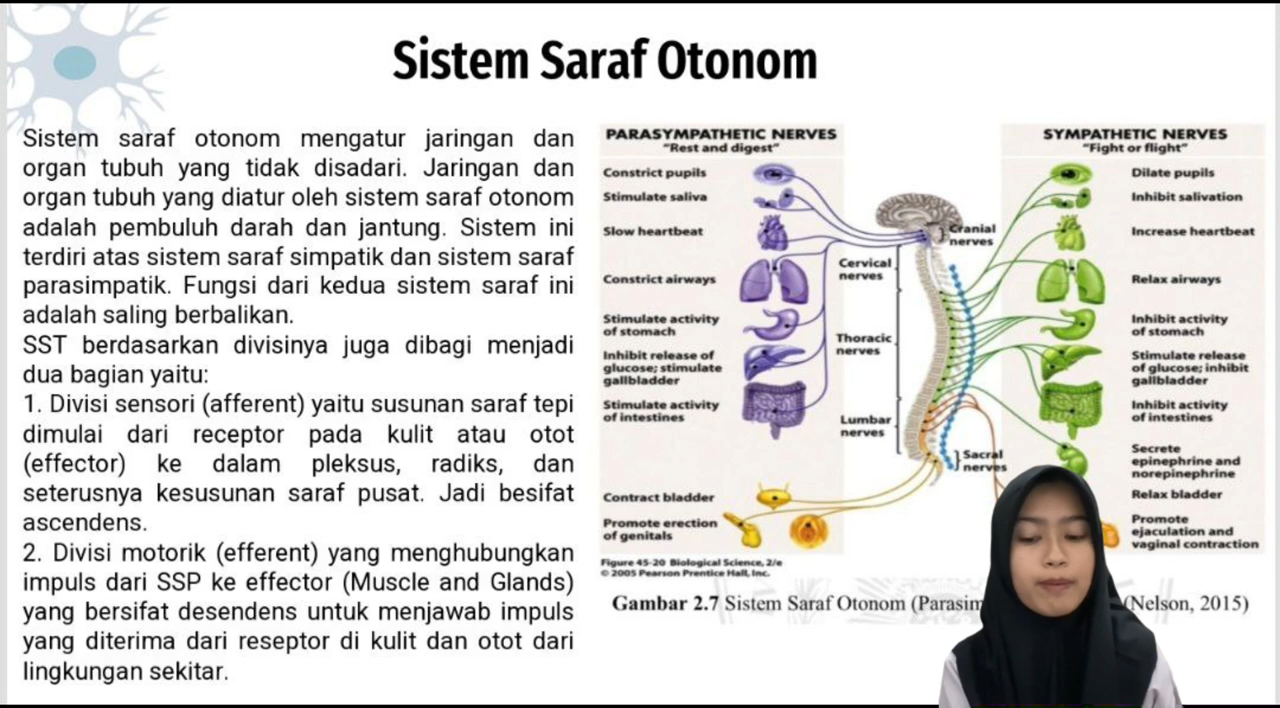 Sistem Saraf Otonom
Sistem saraf otonom mengatur jaringan dan
organ tubuh yang tidak disadari. Jaringan dan
organ tubuh yang diatur oleh sistem saraf otonom
adalah pembuluh darah dan jantung. Sistem ini
terdiri atas sistem saraf simpatik dan sistem saraf
parasimpatik. Fungsi dari kedua sistem saraf ini
adalah saling berbalikan.
SST berdasarkan divisinya juga dibagi menjadi
dua bagian yaitu:
1. Divisi sensori (afferent) yaitu susunan saraf tepi
dimulai dari receptor pada kulit atau otot
(effector) ke dalam pleksus, radiks, dan
seterusnya kesusunan saraf pusat. Jadi besifat
ascendens.
2. Divisi motorik (efferent) yang menghubungkan
impuls dari SSP ke effector (Muscle and Glands)
yang bersifat desendens untuk menjawab impuls
yang diterima dari reseptor di kulit dan otot dari
lingkungan sekitar.
PARASYMPATHETIC NERVES
"Rest and digest"
Constrict pupils
Stimulate saliva
Slow heartbeat
Constrict airways
Stimulate activity
of stomach
Inhibit release of
glucose; stimulate
gallbladder
Stimulate activity
of intestines
Contract bladder
Promote erection
of genitals
Cranial
nerves
Cervical
nerves
Thoracic
nerves
Lumbar
nerves
Sacral
nerves
SYMPATHETIC NERVES
"Fight or flight"
Dilate pupils
Inhibit salivation
Increase heartbeat
Relax airways
Inhibit activity
of stomach
Stimulate release
of glucose; inhibit
gallbladder
Inhibit activity
of intestines
Secrete
epinephrine and
norepinephrine
Relax bladder
Promote
ejaculation and
vaginal contraction
Figure 45-20 Biological Science, 2/e
© 2005 Pearson Prentice Hall, Inc.
Gambar 2.7 Sistem Saraf Otonom (Parasim (Nelson, 2015)